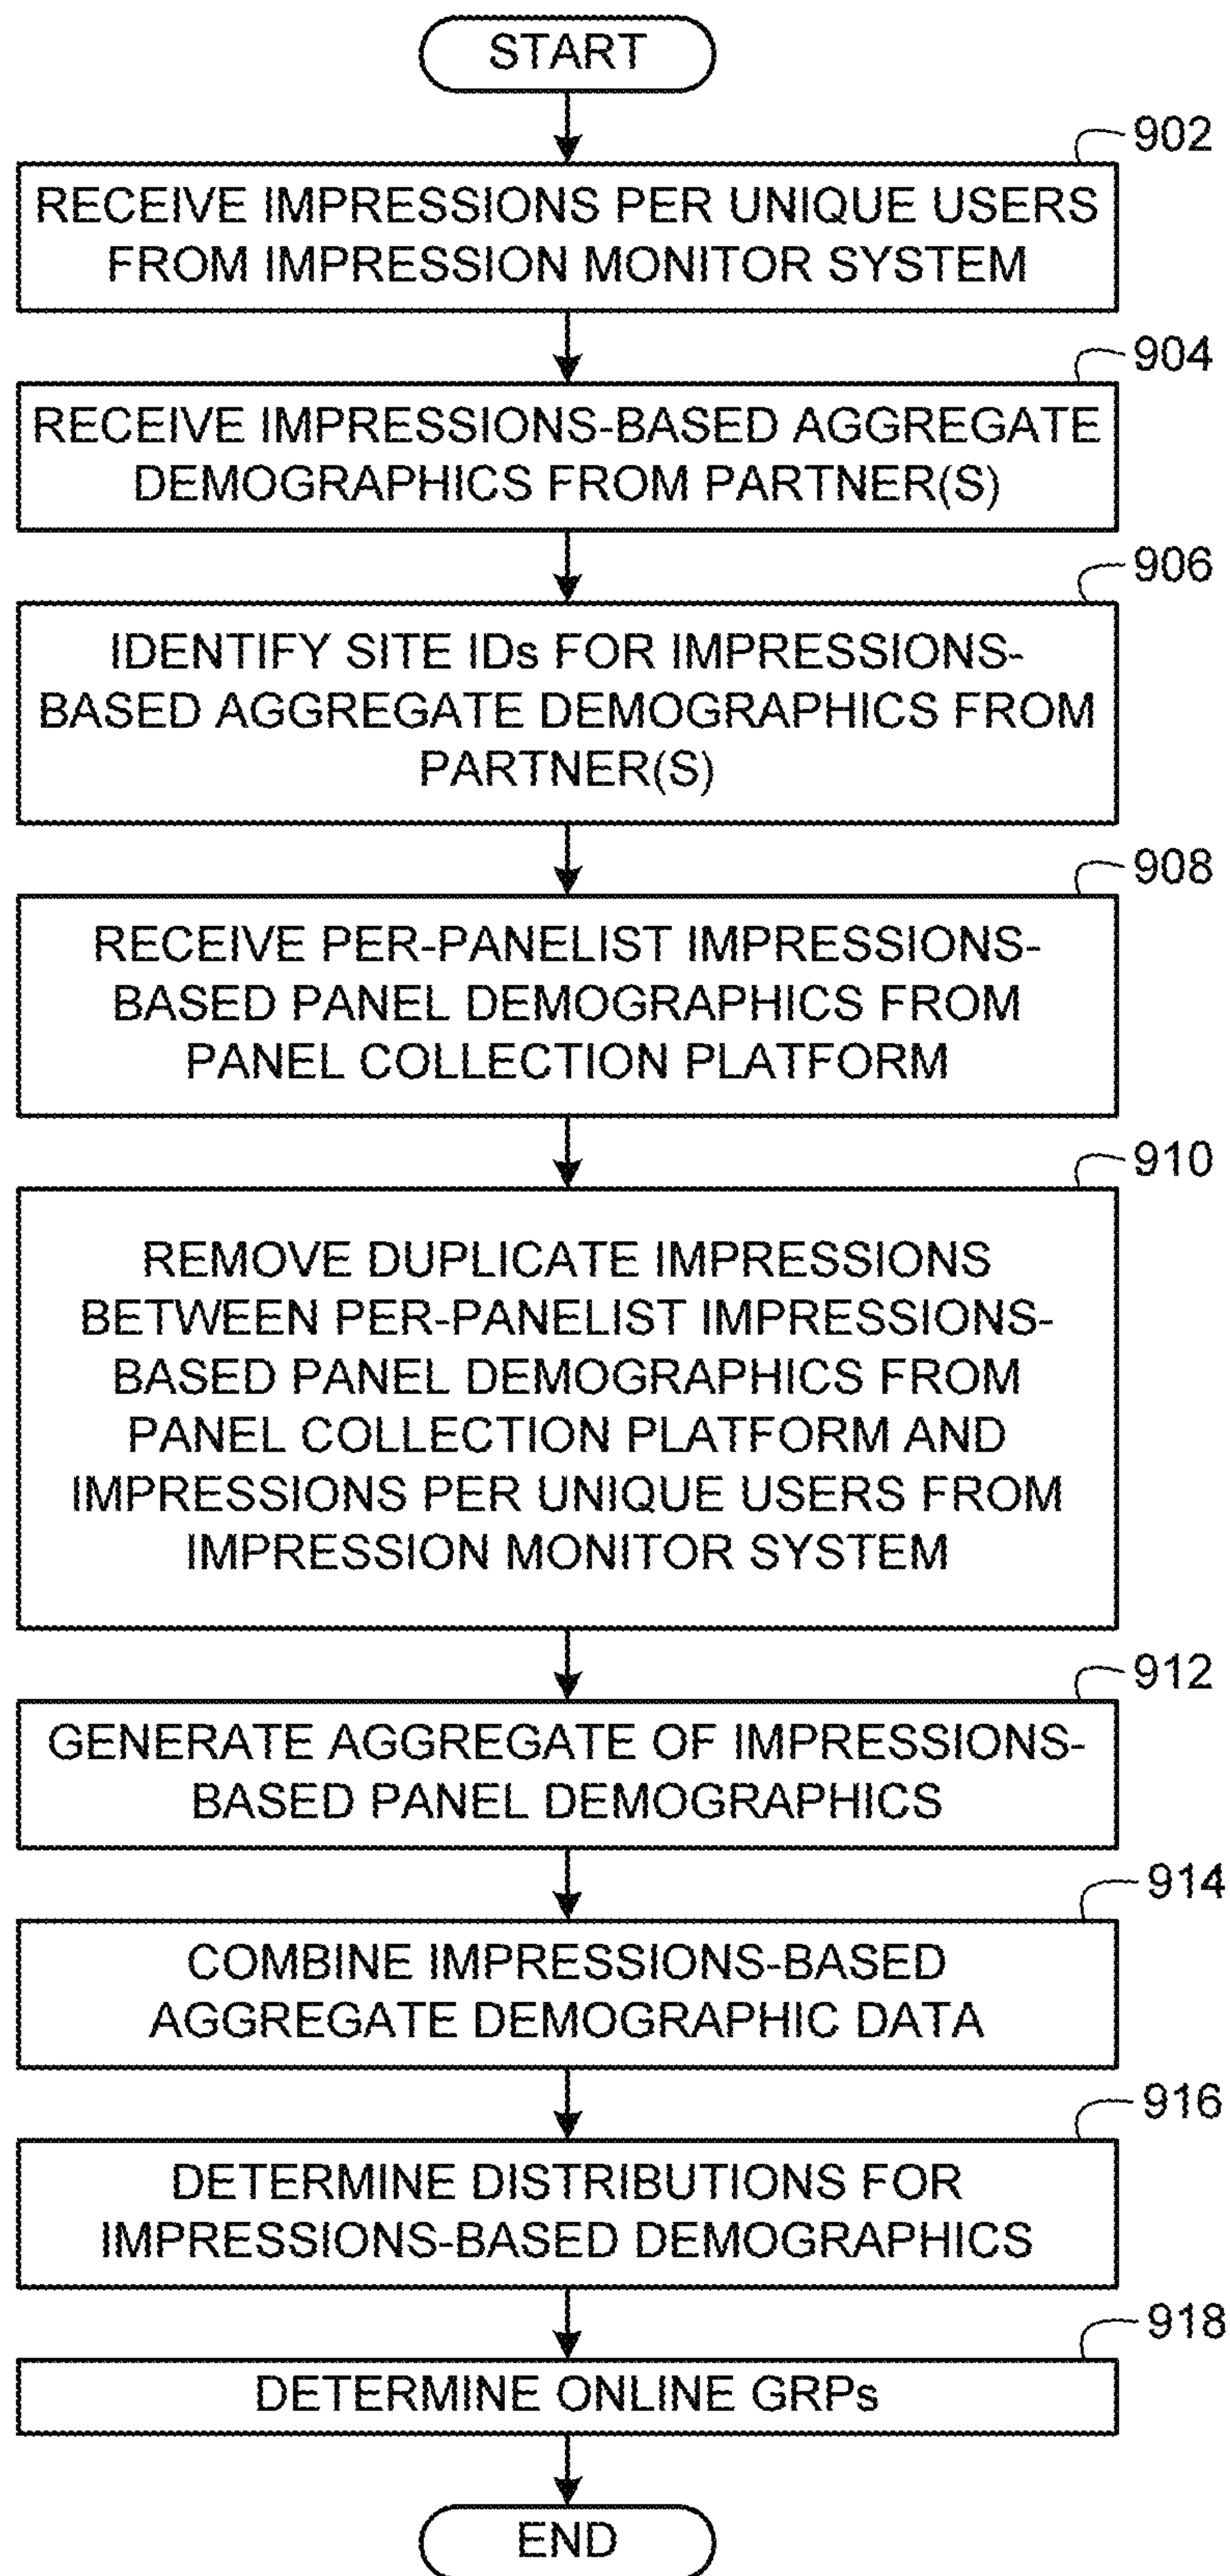 START
902
RECEIVE IMPRESSIONS PER UNIQUE USERS
FROM IMPRESSION MONITOR SYSTEM
904
RECEIVE IMPRESSIONS-BASED AGGREGATE
DEMOGRAPHICS FROM PARTNER(S)
906
IDENTIFY SITE IDs FOR IMPRESSIONS-
BASED AGGREGATE DEMOGRAPHICS FROM
PARTNER(S)
908
RECEIVE PER-PANELIST IMPRESSIONS-
BASED PANEL DEMOGRAPHICS FROM
PANEL COLLECTION PLATFORM
910
REMOVE DUPLICATE IMPRESSIONS
BETWEEN PER-PANELIST IMPRESSIONS-
BASED PANEL DEMOGRAPHICS FROM
PANEL COLLECTION PLATFORM AND
IMPRESSIONS PER UNIQUE USERS FROM
IMPRESSION MONITOR SYSTEM
912
GENERATE AGGREGATE OF IMPRESSIONS-
BASED PANEL DEMOGRAPHICS
914
COMBINE IMPRESSIONS-BASED
AGGREGATE DEMOGRAPHIC DATA
916
DETERMINE DISTRIBUTIONS FOR
IMPRESSIONS-BASED DEMOGRAPHICS
918
DETERMINE ONLINE GRPs
END